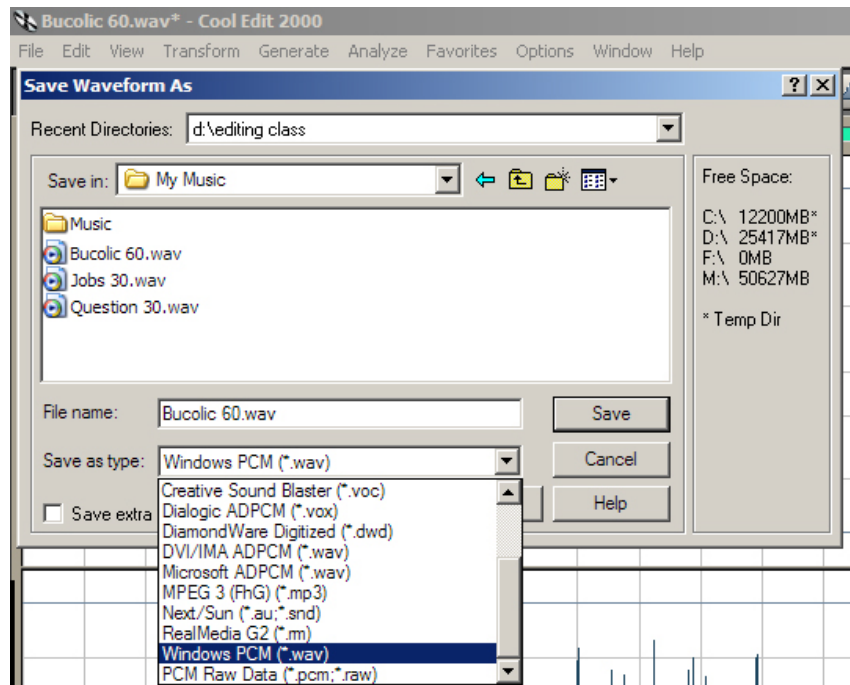 Bucolic 60.wav* - Cool Edit 2000
File Edit View Transform Generate Analyze Favorites Options Window Help
Save Waveform As
Recent Directories: d:\editing class
Save in: My Music
Music
Bucolic 60.wav
Jobs 30.wav
Question 30.wav
Free Space:
C:\ 12200MB*
D:\ 25417MB*
F:\ 0MB
M:\ 50627MB
* Temp Dir
File name: Bucolic 60.wav Save
Save as type: Windows PCM (*.wav) Cancel
Save extra Help
Creative Sound Blaster (*.voc)
Dialogic ADPCM (*.vox)
DiamondWare Digitized (*.dwd)
DVI/IMA ADPCM (*.wav)
Microsoft ADPCM (*.wav)
MPEG 3 (FhG) (*.mp3)
Next/Sun (*.au;*.snd)
RealMedia G2 (*.rm)
Windows PCM (*.wav)
PCM Raw Data (*.pcm;*.raw)